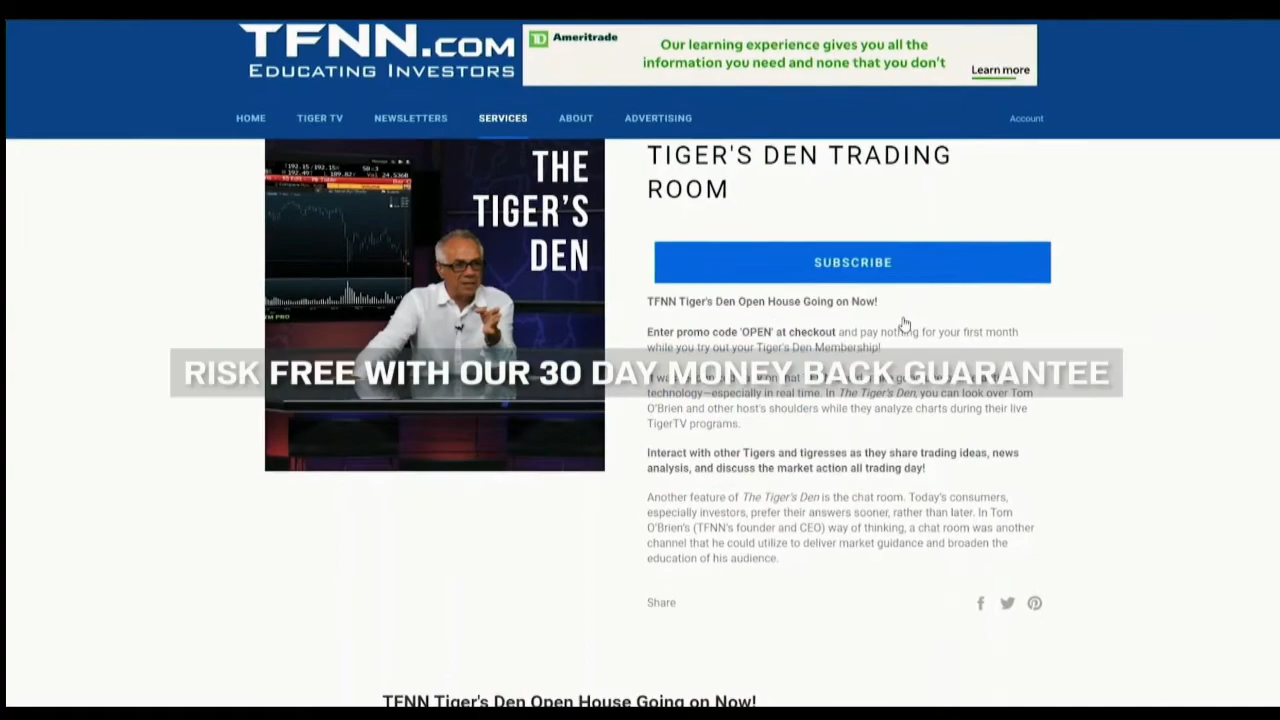 TFNN.COM
EDUCATING INVESTORS
Ameritrade
Our learning experience gives you all the
information you need and none that you don't
Learn more
HOME
TIGER TV
NEWSLETTERS
SERVICES
ABOUT
ADVERTISING
Account
THE
TIGER'S
DEN
TIGER'S DEN TRADING
ROOM
SUBSCRIBE
TFNN Tiger's Den Open House Going on Now!
Enter promo code 'OPEN' at checkout and pay nothing for your first month
while you try out your Tiger's Den Membership!
RISK FREE WITH OUR 30 DAY MONEY BACK GUARANTEE
technology—especially in real time. In The Tiger's Den, you can look over Tom
O'Brien and other host's shoulders while they analyze charts during their live
TigerTV programs.
Interact with other Tigers and tigresses as they share trading ideas, news
analysis, and discuss the market action all trading day!
Another feature of The Tiger's Den is the chat room. Today's consumers,
especially investors, prefer their answers sooner, rather than later. In Tom
O'Brien's (TFNN's founder and CEO) way of thinking, a chat room was another
channel that he could utilize to deliver market guidance and broaden the
education of his audience.
Share
TFNN Tiger's Den Open House Going on Now!